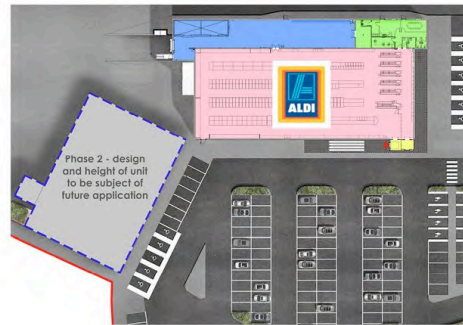 ALDI
Phase 2 - design
and height of unit
to be subject of
future application